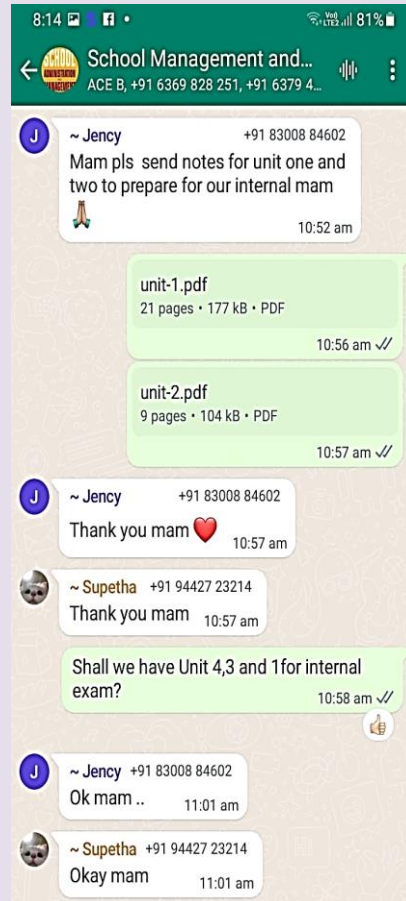 8:14
81%
School Management and...
ACE B, +91 6369 828 251, +91 6379 4...
~ Jency +91 83008 84602
Mam pls send notes for unit one and
two to prepare for our internal mam
🙏🏽
10:52 am
unit-1.pdf
21 pages • 177 kB • PDF
10:56 am
unit-2.pdf
9 pages • 104 kB • PDF
10:57 am
~ Jency +91 83008 84602
Thank you mam ❤️
10:57 am
~ Supetha +91 94427 23214
Thank you mam
10:57 am
Shall we have Unit 4,3 and 1for internal
exam?
10:58 am
~ Jency +91 83008 84602
Ok mam ..
11:01 am
~ Supetha +91 94427 23214
Okay mam
11:01 am